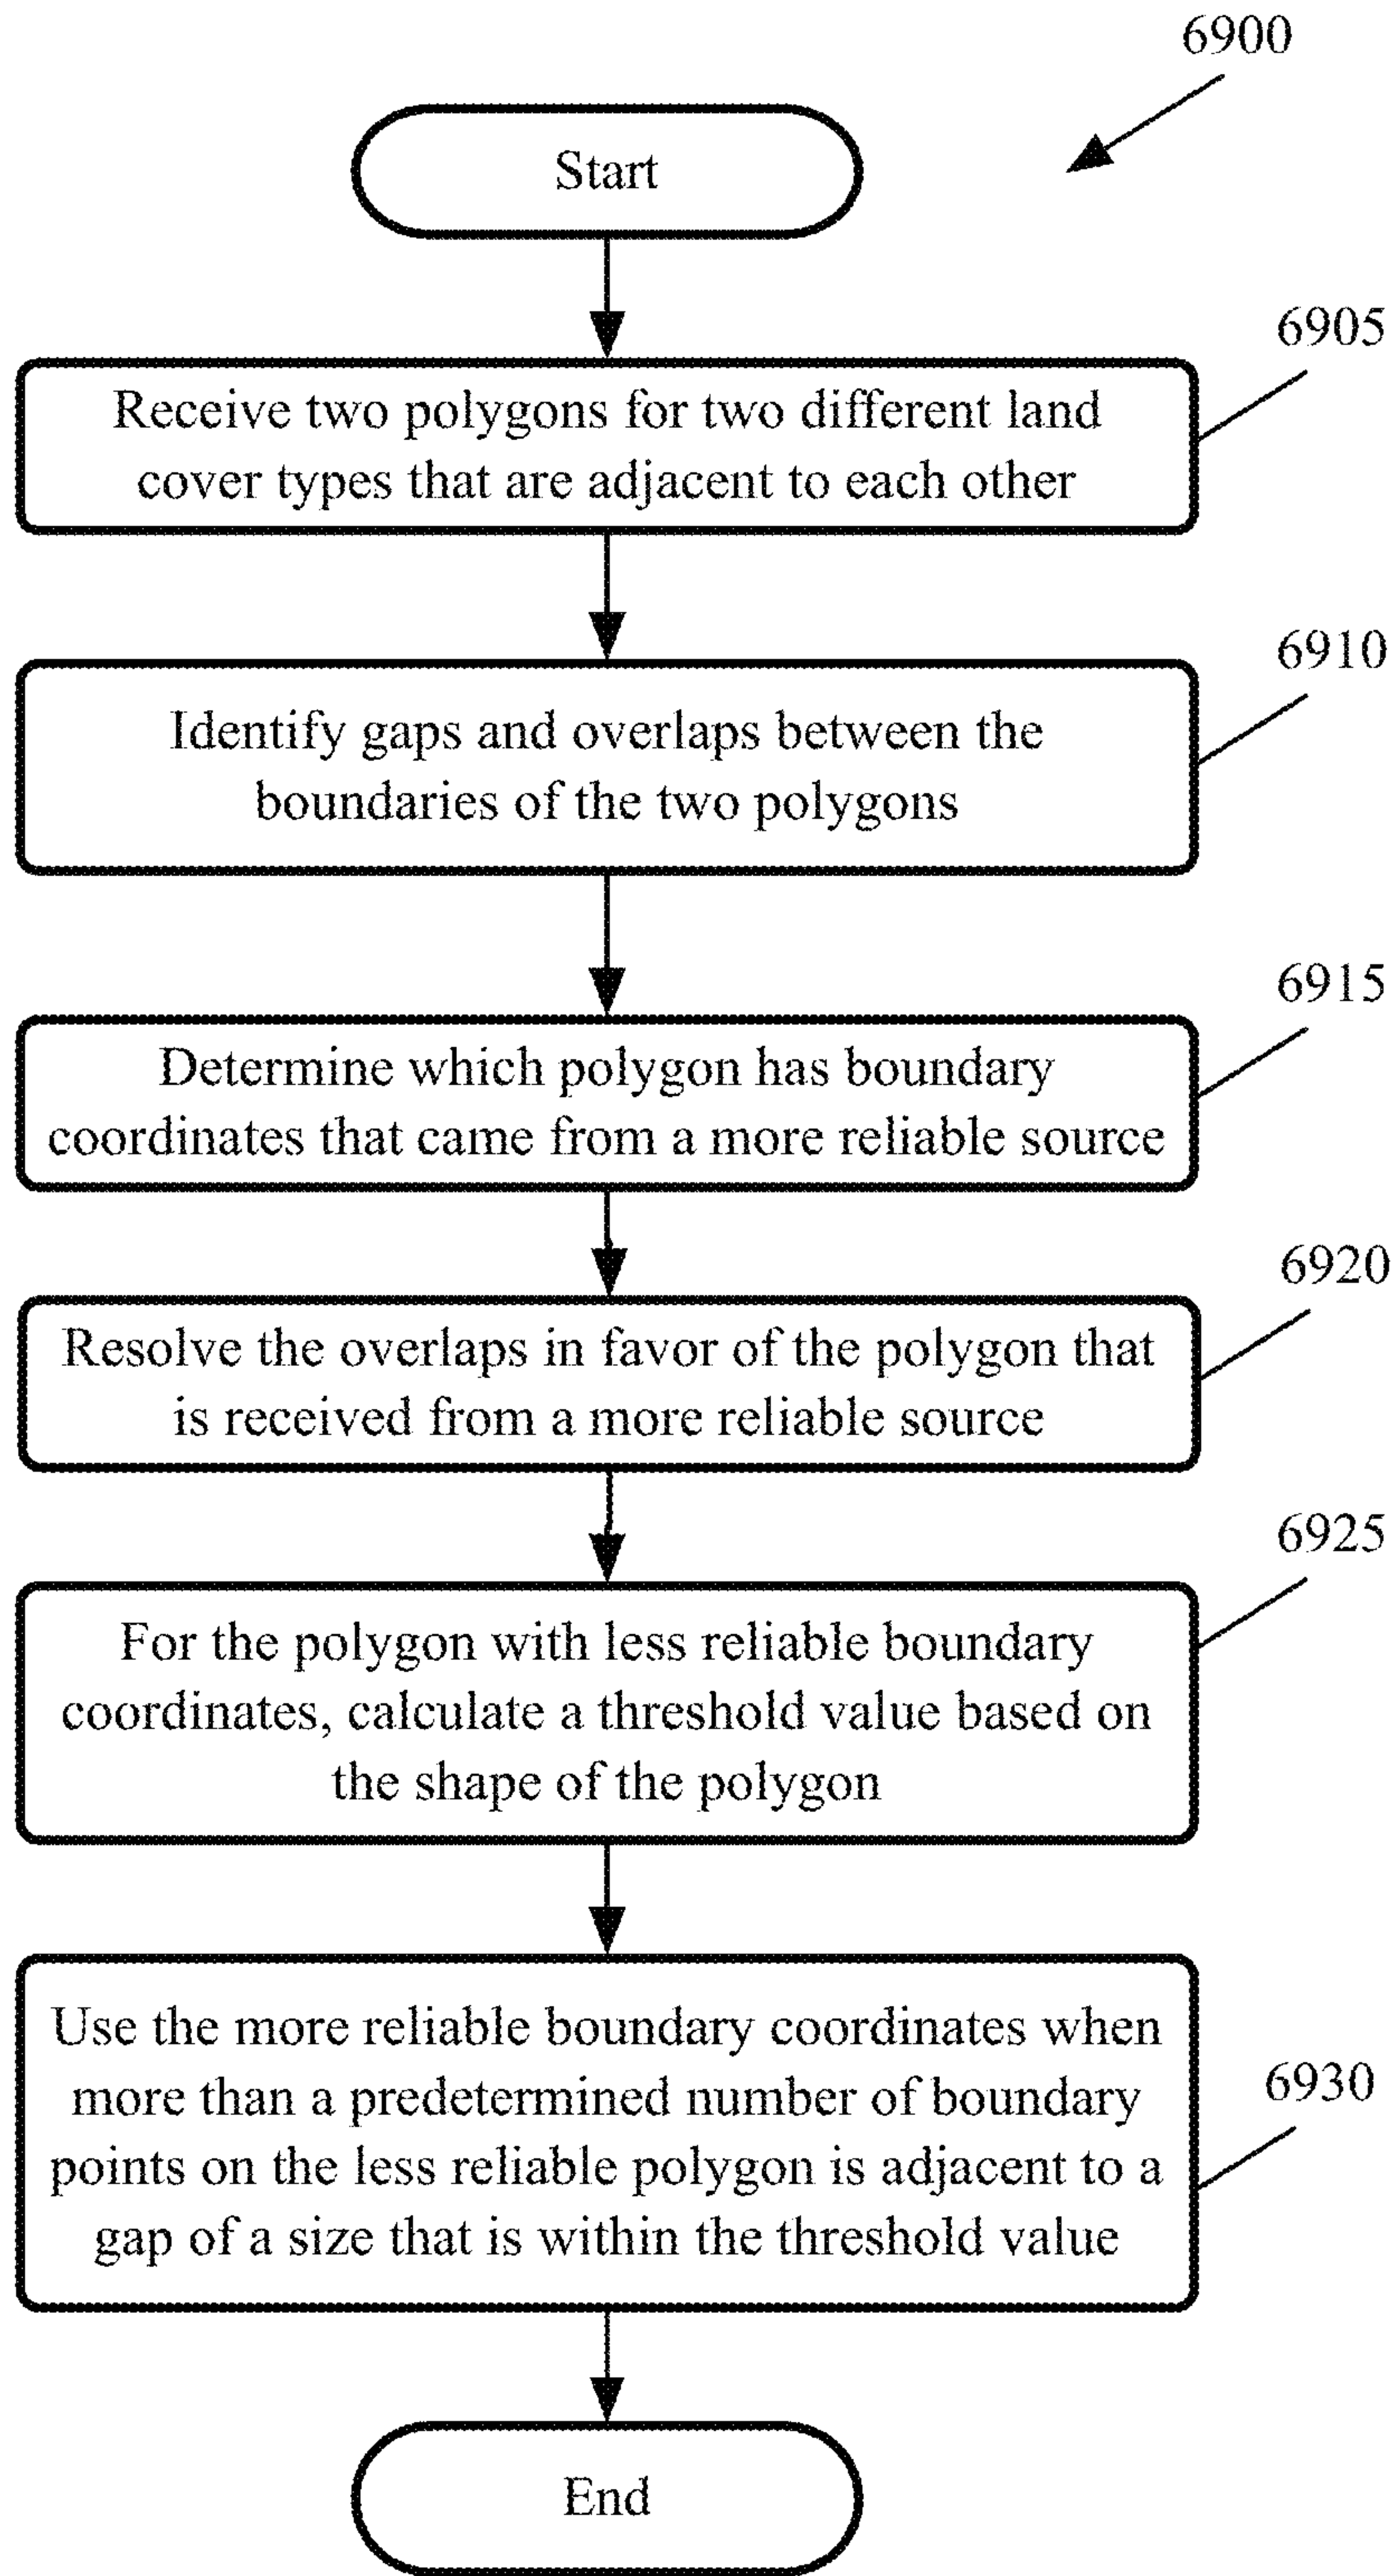 6900
Start
6905
Receive two polygons for two different land
cover types that are adjacent to each other
6910
Identify gaps and overlaps between the
boundaries of the two polygons
6915
Determine which polygon has boundary
coordinates that came from a more reliable source
6920
Resolve the overlaps in favor of the polygon that
is received from a more reliable source
6925
For the polygon with less reliable boundary
coordinates, calculate a threshold value based on
the shape of the polygon
Use the more reliable boundary coordinates when
more than a predetermined number of boundary
points on the less reliable polygon is adjacent to a
gap of a size that is within the threshold value
6930
End